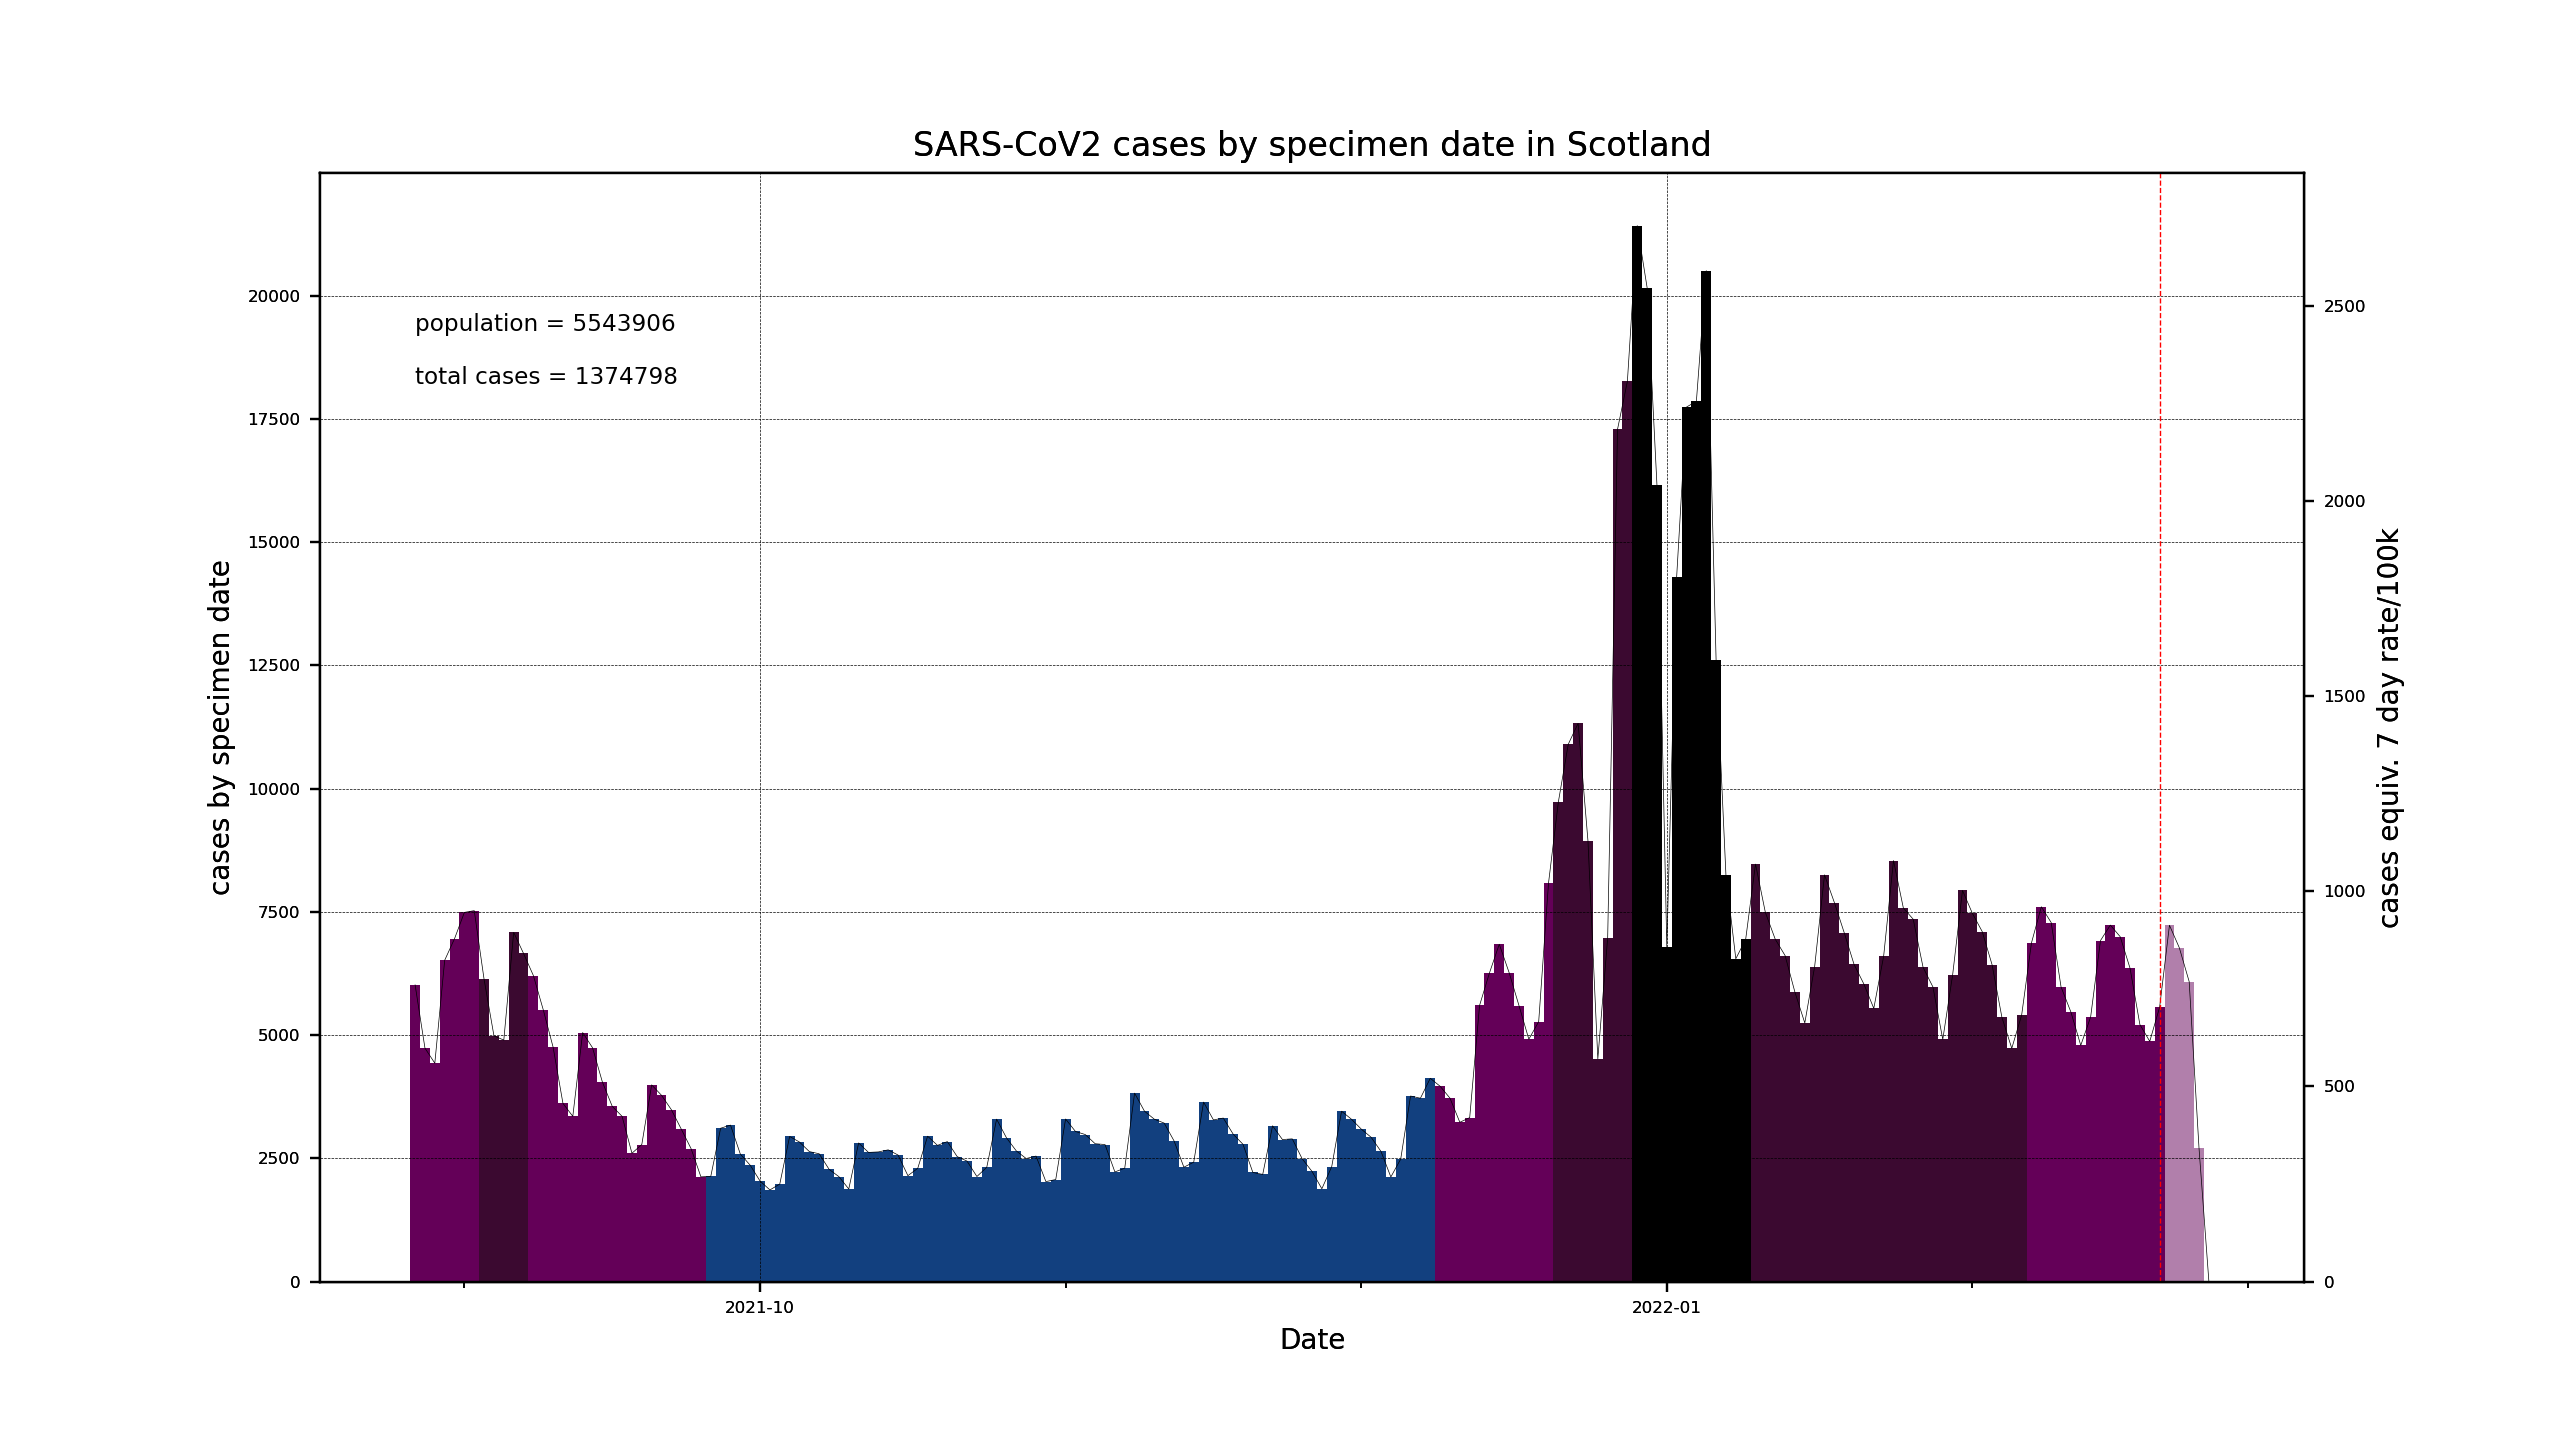 SARS-CoV2 cases by specimen date in Scotland
population = 5543906
total cases = 1374798
cases by specimen date
20000
17500
15000
12500
10000
7500
5000
2500
0
2500
2000
1500
1000
500
0
cases equiv. 7 day rate/100k
2021-10
2022-01
Date